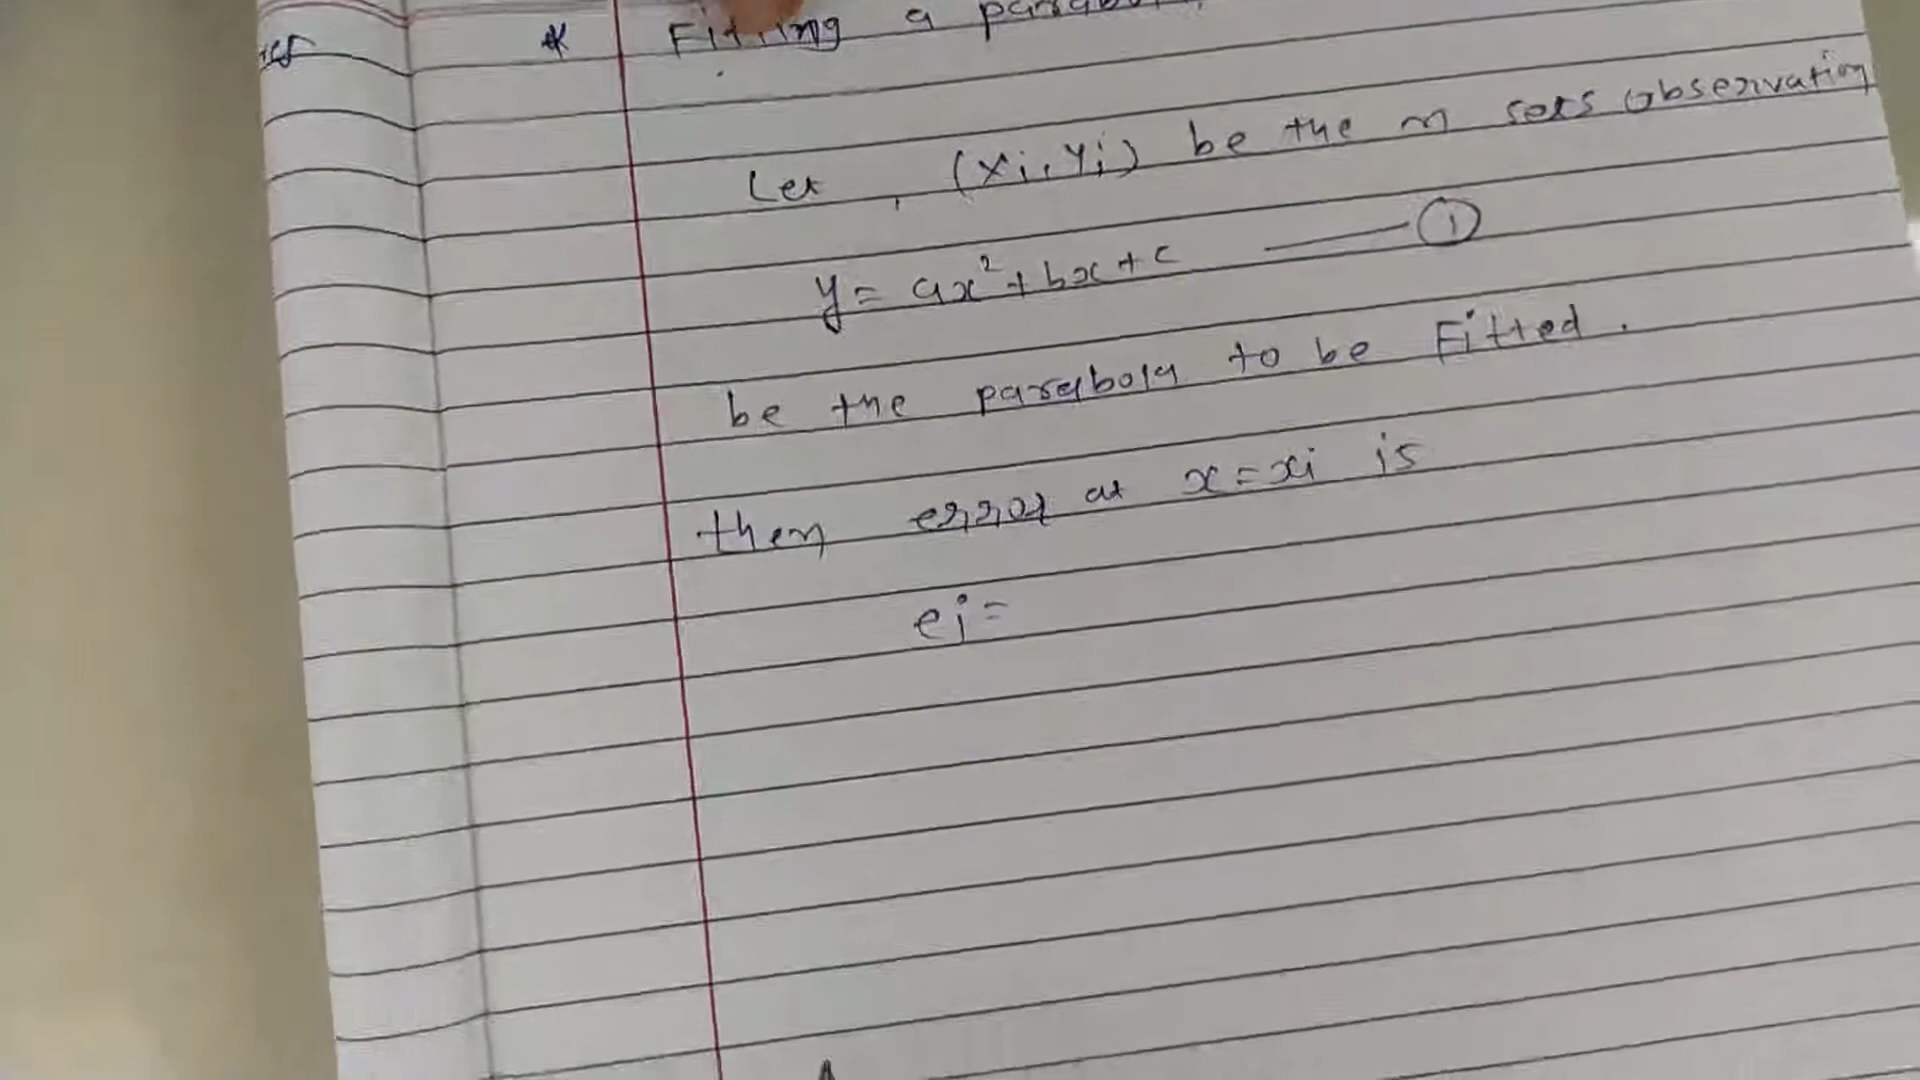 * Fitting a parabola
Let, (xi, yi) be the m sets observation
y = ax² + bx + c —— ①
be the parabola to be Fitted.
then error at x = xi is
ei =